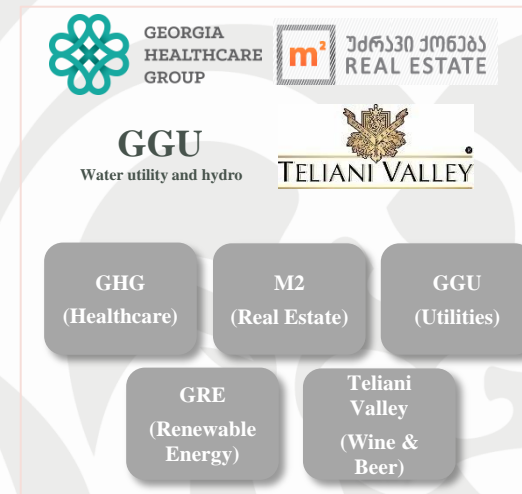 GEORGIA
HEALTHCARE
GROUP
m²
უძრავი ქონება
REAL ESTATE
GGU
Water utility and hydro
TELIANI VALLEY
GHG
(Healthcare)
M2
(Real Estate)
GGU
(Utilities)
GRE
(Renewable
Energy)
Teliani
Valley
(Wine &
Beer)